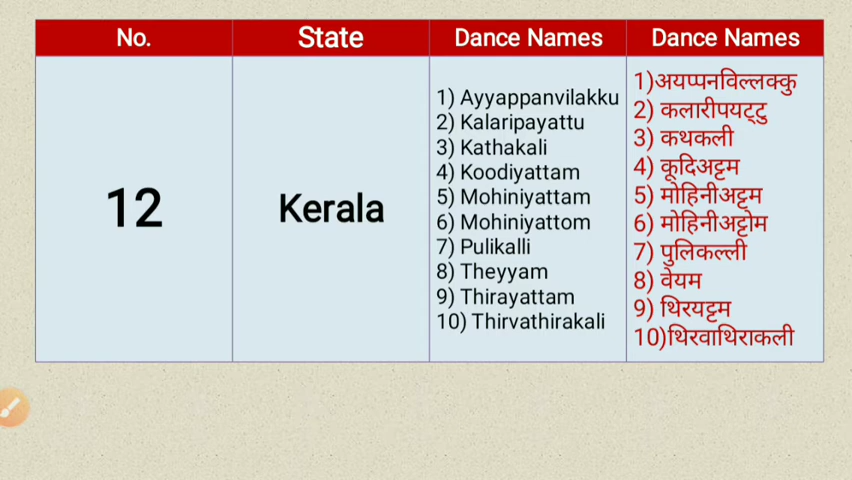 No. State Dance Names Dance Names
12
Kerala
1) Ayyappanvilakku
2) Kalaripayattu
3) Kathakali
4) Koodiyattam
5) Mohiniyattam
6) Mohiniyattom
7) Pulikalli
8) Theyyam
9) Thirayattam
10) Thirvathirakali
1)अयप्पनविल्लक्कु
2) कलारीपयट्टु
3) कथकली
4) कूदिअट्टम
5) मोहिनीअट्टम
6) मोहिनीअट्टोम
7) पुलिकल्ली
8) वेयम
9) थिरयट्टम
10)थिरवाथिराकली